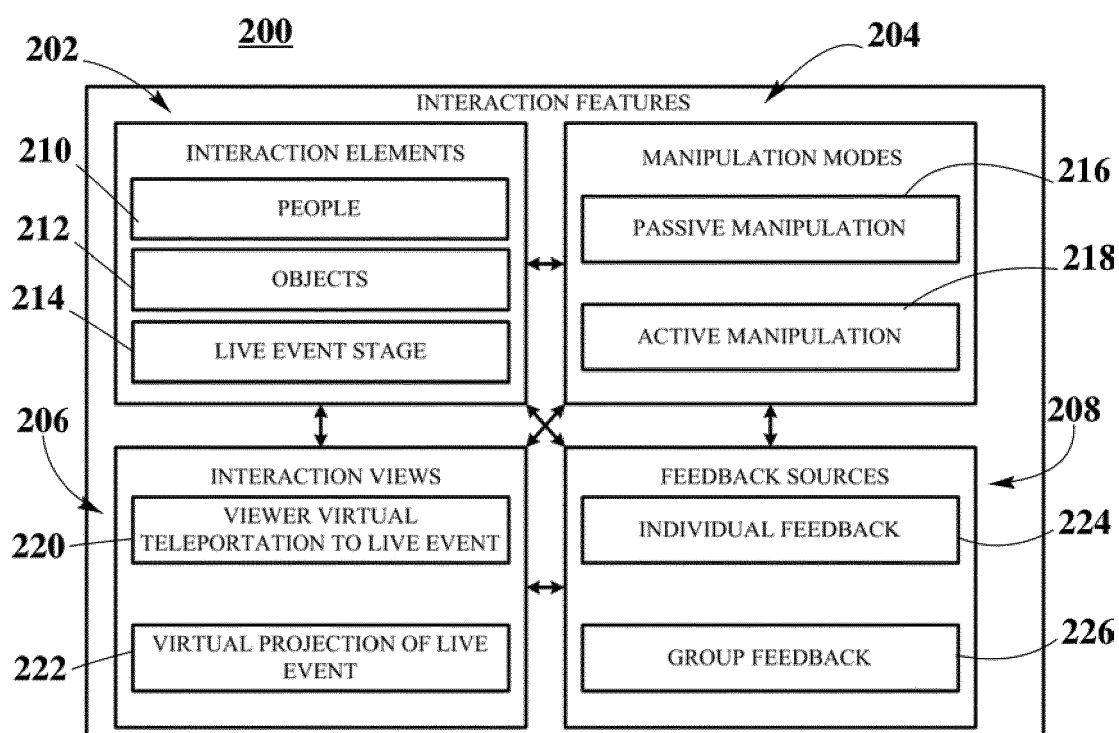 200
202
204
INTERACTION FEATURES
210
INTERACTION ELEMENTS
PEOPLE
212
OBJECTS
214
LIVE EVENT STAGE
MANIPULATION MODES
216
PASSIVE MANIPULATION
218
ACTIVE MANIPULATION
206
INTERACTION VIEWS
VIEWER VIRTUAL
TELEPORTATION TO LIVE EVENT
220
VIRTUAL PROJECTION OF LIVE
EVENT
222
208
FEEDBACK SOURCES
INDIVIDUAL FEEDBACK
224
GROUP FEEDBACK
226